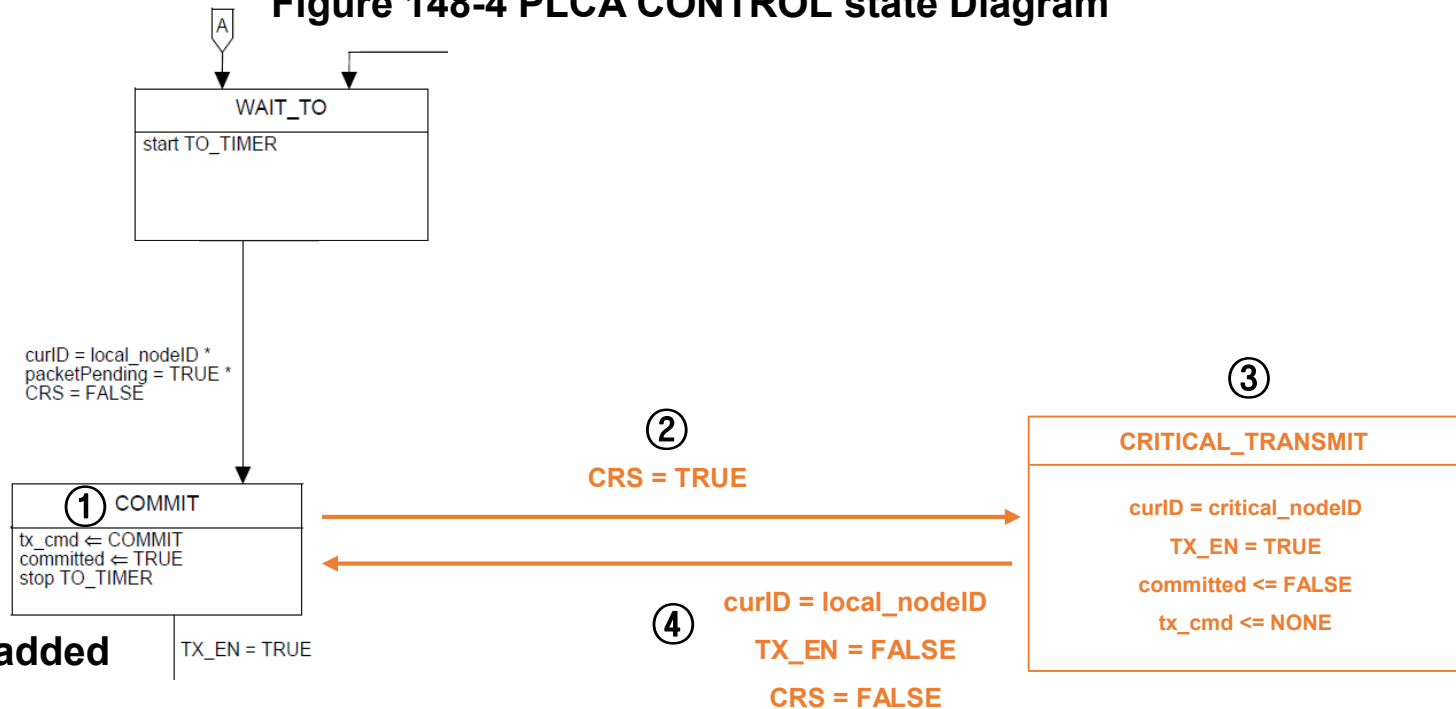 Figure 148-4 PLCA CONTROL state Diagram
A
WAIT_TO
start TO_TIMER
curID = local_nodeID *
packetPending = TRUE *
CRS = FALSE
①
COMMIT
tx_cmd ⇐ COMMIT
committed ⇐ TRUE
stop TO_TIMER
added
TX_EN = TRUE
②
CRS = TRUE
③
CRITICAL_TRANSMIT
curID = critical_nodeID
TX_EN = TRUE
committed <= FALSE
tx_cmd <= NONE
④
curID = local_nodeID
TX_EN = FALSE
CRS = FALSE